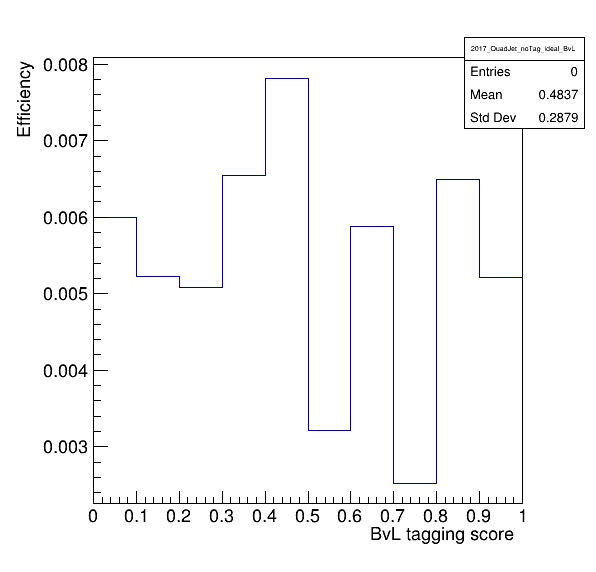 2017_QuadJet_noTag_ideal_BvL
Entries 0
Mean 0.4837
Std Dev 0.2879
Efficiency
0.008
0.007
0.006
0.005
0.004
0.003
0 0.1 0.2 0.3 0.4 0.5 0.6 0.7 0.8 0.9 1
BvL tagging score